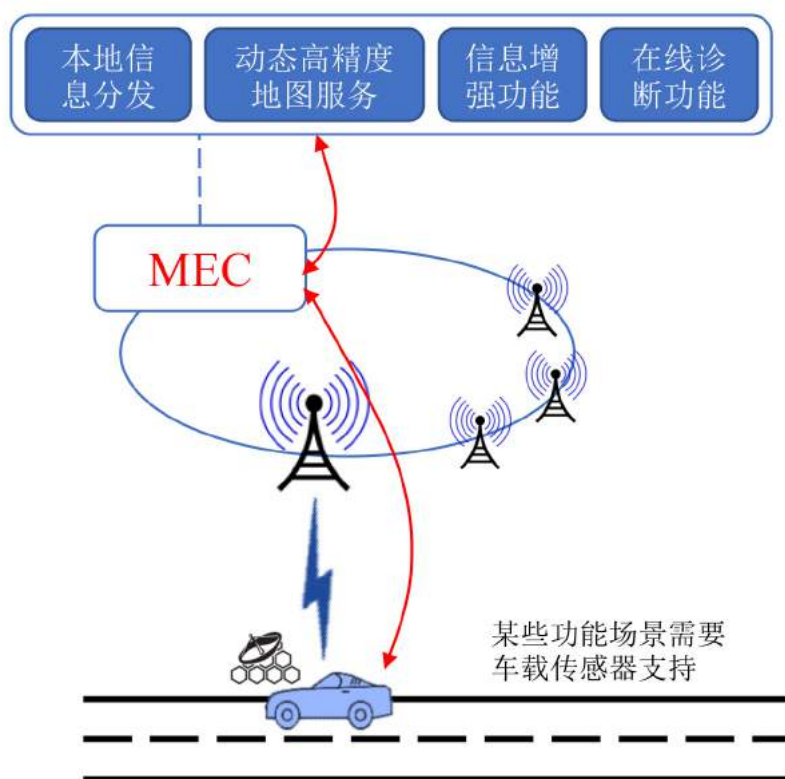 本地信
息分发
动态高精度
地图服务
信息增
强功能
在线诊
断功能
MEC
某些功能场景需要
车载传感器支持